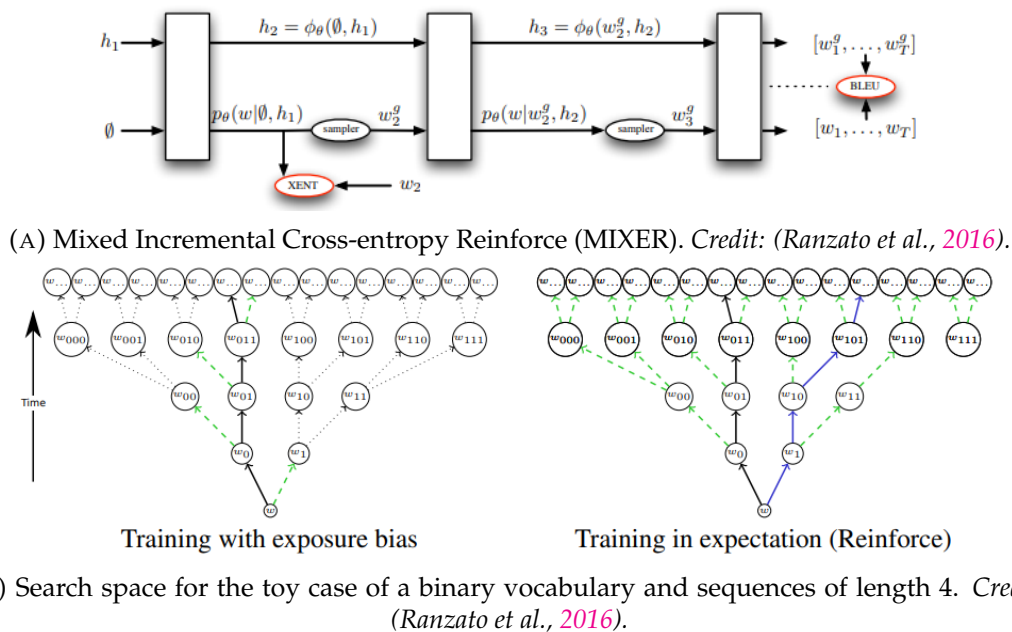 h₁ h₂ = φ_θ(∅, h₁) h₃ = φ_θ(w₂ᵍ, h₂) [w₁ᵍ, . . . , w_Tᵍ]
BLEU
∅ p_θ(w|∅, h₁) sampler w₂ᵍ p_θ(w|w₂ᵍ, h₂) sampler w₃ᵍ [w₁, . . . , w_T]
XENT w₂
(A) Mixed Incremental Cross-entropy Reinforce (MIXER). Credit: (Ranzato et al., 2016).
w... w... w... w... w... w... w... w... w... w... w... w... w... w... w... w... w... w... w... w... w... w... w... w... w... w... w... w... w... w... w... w...
w₀₀₀ w₀₀₁ w₀₁₀ w₀₁₁ w₁₀₀ w₁₀₁ w₁₁₀ w₁₁₁ w₀₀₀ w₀₀₁ w₀₁₀ w₀₁₁ w₁₀₀ w₁₀₁ w₁₁₀ w₁₁₁
Time w₀₀ w₀₁ w₁₀ w₁₁ w₀₀ w₀₁ w₁₀ w₁₁
w₀ w₁ w₀ w₁
w w
Training with exposure bias Training in expectation (Reinforce)
) Search space for the toy case of a binary vocabulary and sequences of length 4. Cre
(Ranzato et al., 2016).